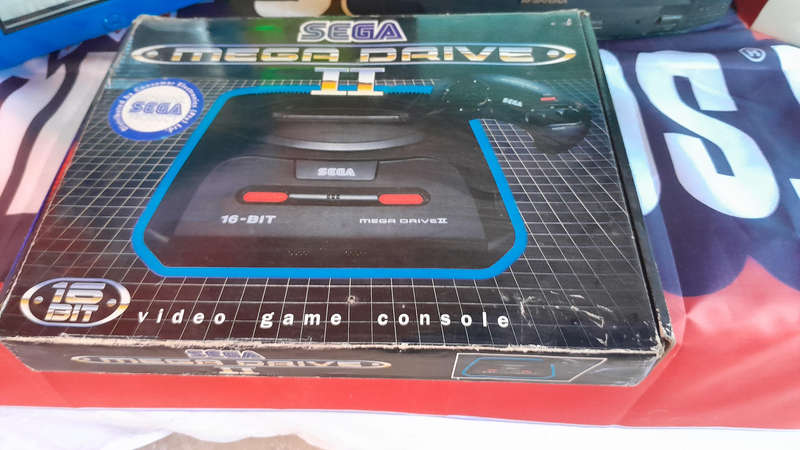 SEGA
MEGA DRIVE
II
SEGA
SEGA
SEGA
16-BIT
MEGA DRIVE II
16
BIT
video game console
SEGA
MEGA DRIVE
II
OS
®